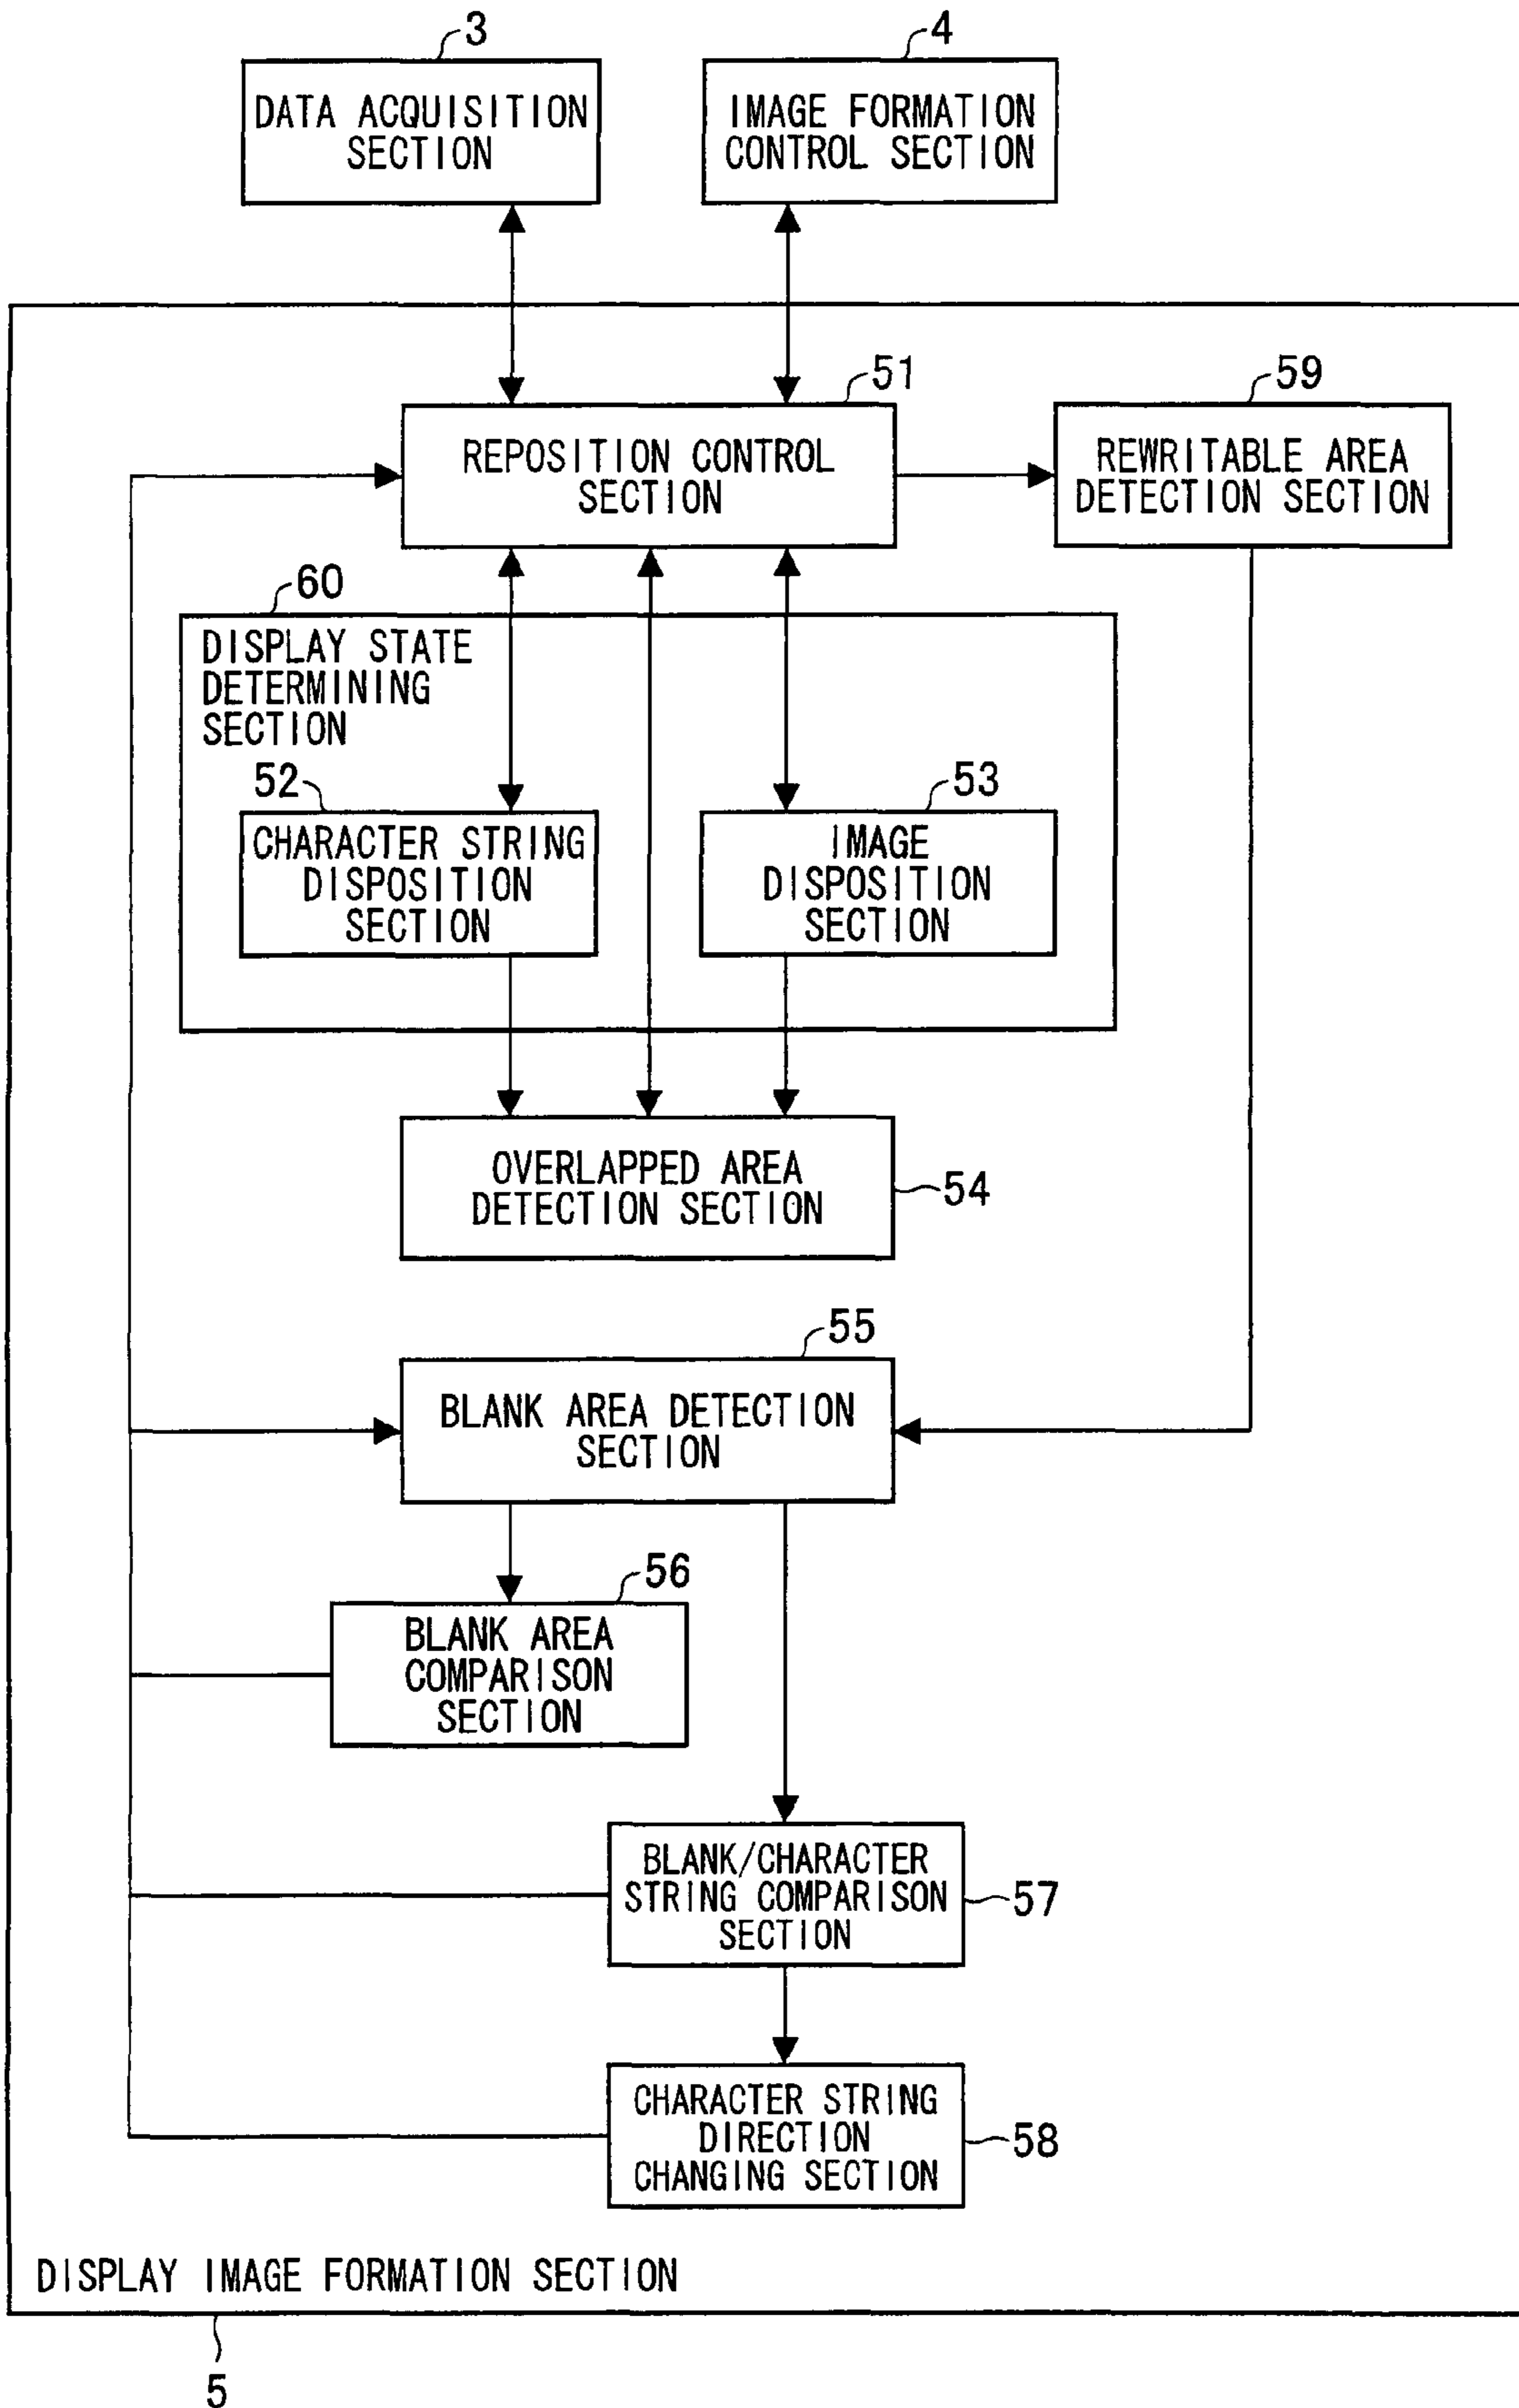 3
DATA ACQUISITION
SECTION
4
IMAGE FORMATION
CONTROL SECTION
51
REPOSITION CONTROL
SECTION
59
REWRITABLE AREA
DETECTION SECTION
60
DISPLAY STATE
DETERMINING
SECTION
52
CHARACTER STRING
DISPOSITION
SECTION
53
IMAGE
DISPOSITION
SECTION
OVERLAPPED AREA
DETECTION SECTION
54
55
BLANK AREA DETECTION
SECTION
56
BLANK AREA
COMPARISON
SECTION
BLANK/CHARACTER
STRING COMPARISON
SECTION
57
CHARACTER STRING
DIRECTION
CHANGING SECTION
58
DISPLAY IMAGE FORMATION SECTION
5